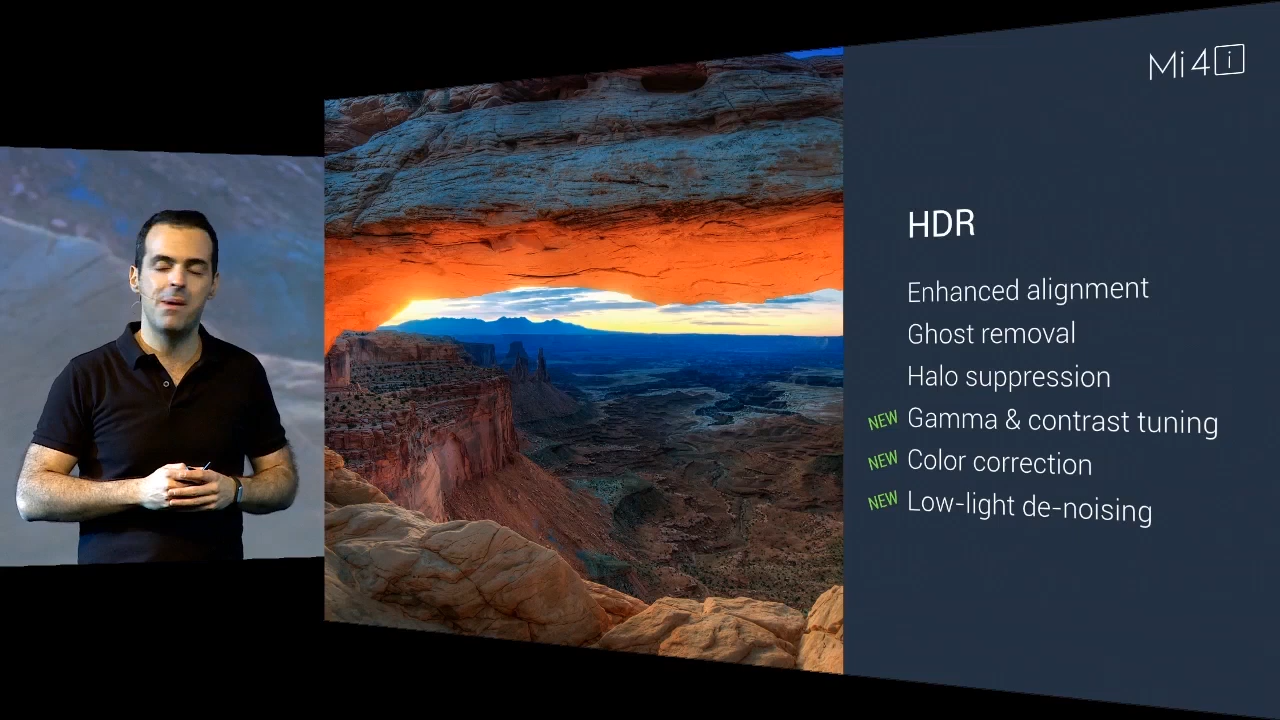 Mi 4i
HDR
Enhanced alignment
Ghost removal
Halo suppression
NEW Gamma & contrast tuning
NEW Color correction
NEW Low-light de-noising